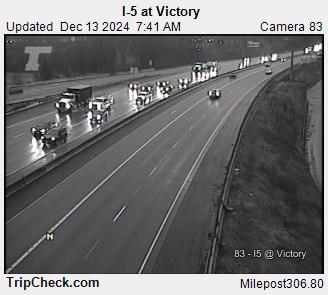 I-5 at Victory
Updated Dec 13 2024 7:41 AM Camera 83
T
N
83 - I5 @ Victory
TripCheck.com Milepost306.80